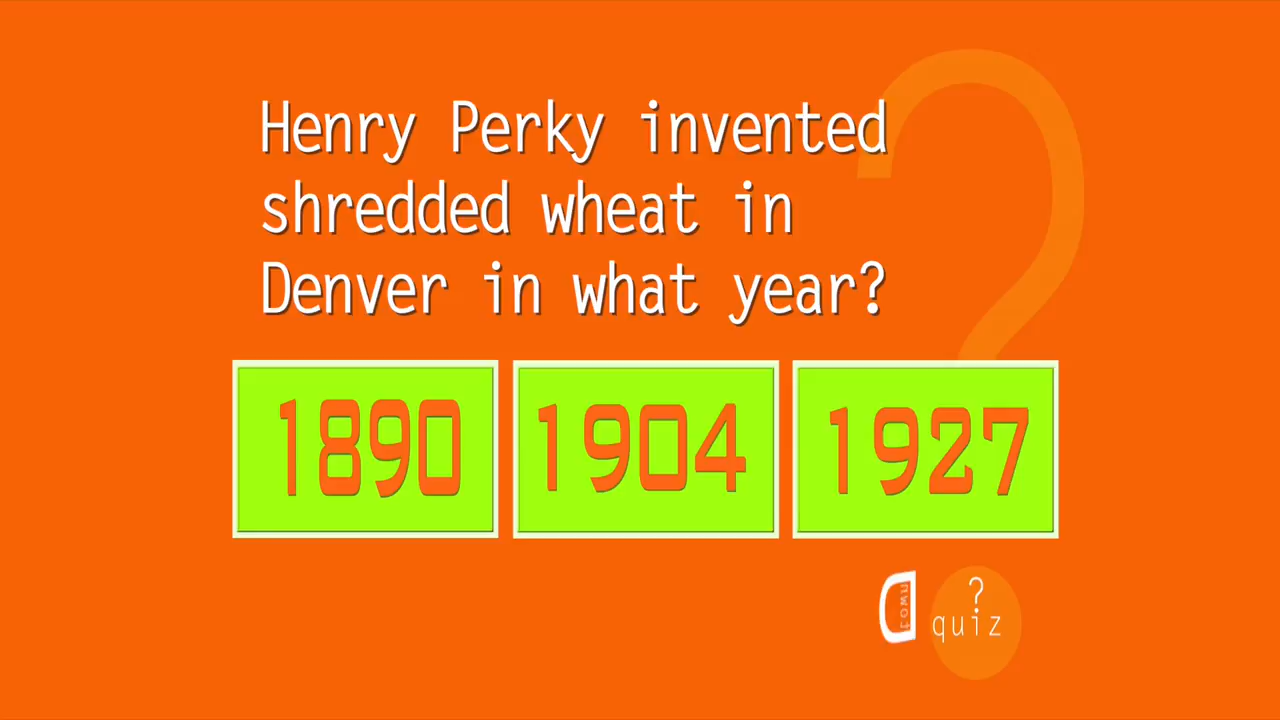 Henry Perky invented
shredded wheat in
Denver in what year?
1890 1904 1927
?
quiz